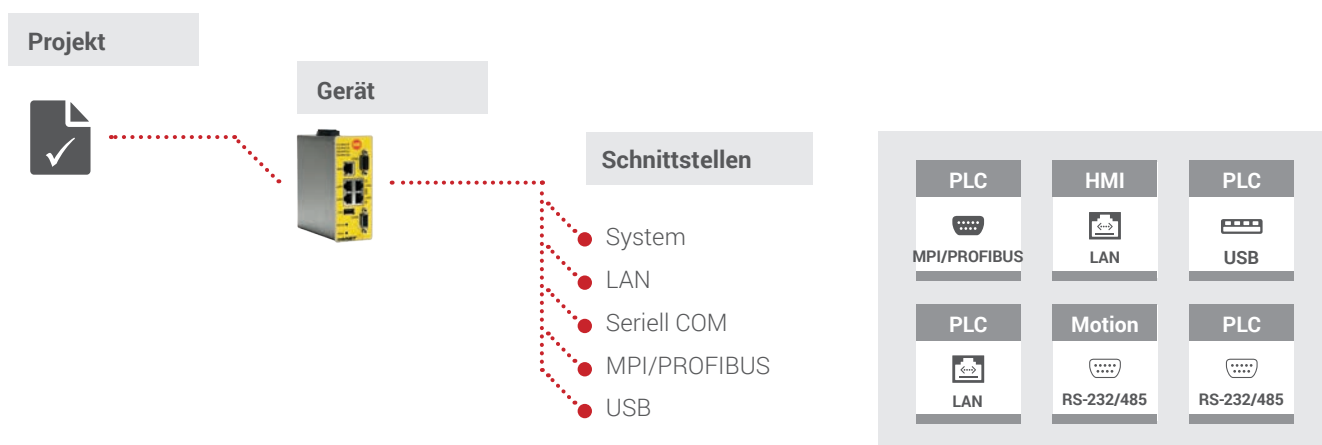 Projekt
Gerät
Schnittstellen
System
LAN
Seriell COM
MPI/PROFIBUS
USB
PLC
HMI
PLC
MPI/PROFIBUS
LAN
USB
PLC
Motion
PLC
LAN
RS-232/485
RS-232/485